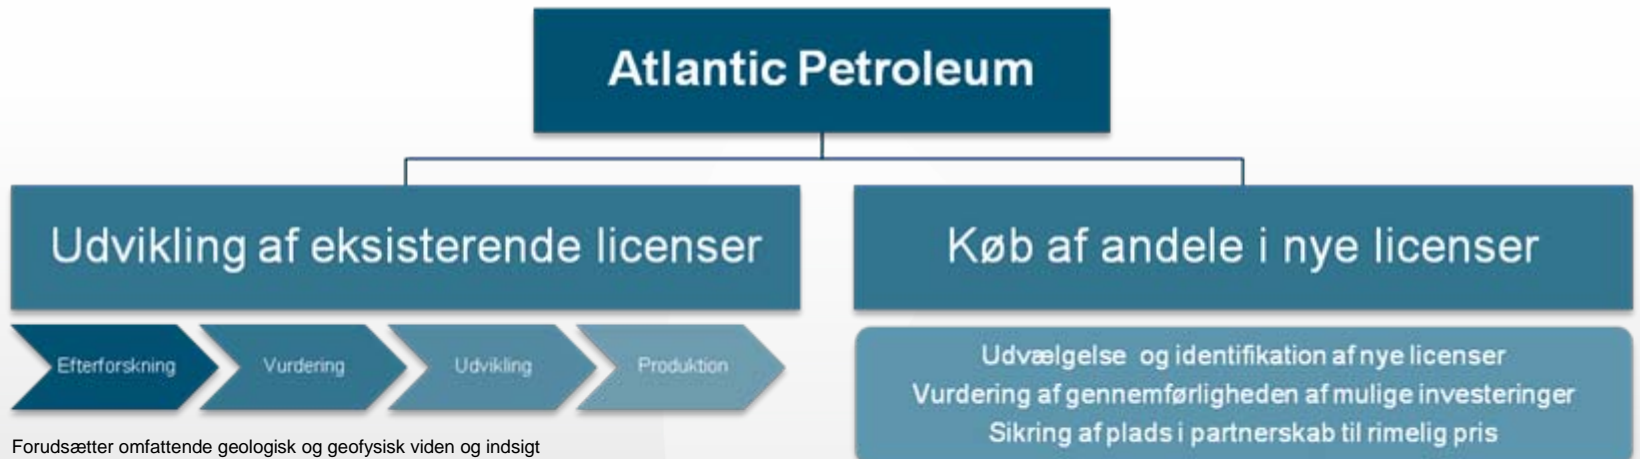 Atlantic Petroleum
Udvikling af eksisterende licenser
Køb af andele i nye licenser
Efterforskning
Vurdering
Udvikling
Produktion
Udvælgelse og identifikation af nye licenser
Vurdering af gennemførligheden af mulige investeringer
Sikring af plads i partnerskab til rimelig pris
Forudsætter omfattende geologisk og geofysisk viden og indsigt